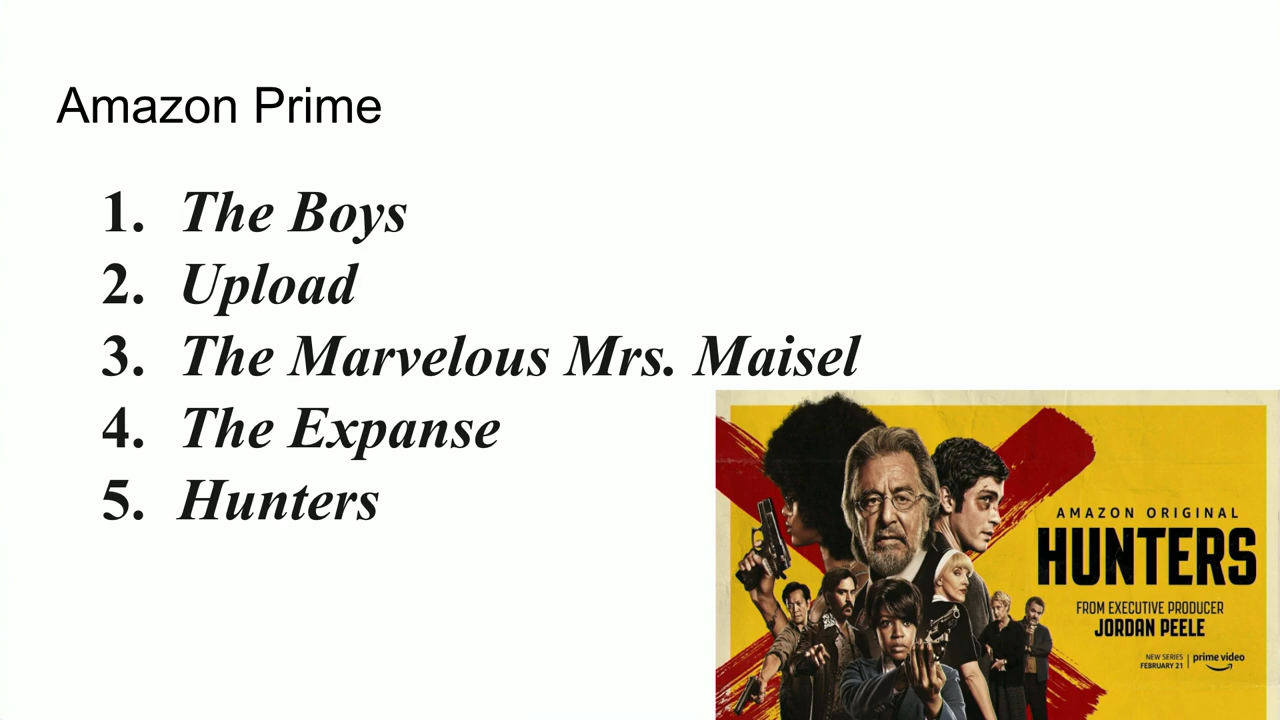 Amazon Prime
1. The Boys
2. Upload
3. The Marvelous Mrs. Maisel
4. The Expanse
5. Hunters
AMAZON ORIGINAL
HUNTERS
FROM EXECUTIVE PRODUCER
JORDAN PEELE
NEW SERIES
FEBRUARY 21
prime video